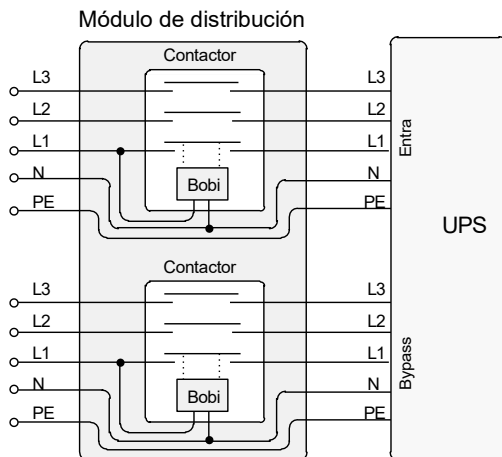 Módulo de distribución
Contactor
L3 L3
L2 L2
L1 L1
N N
PE PE
Bobi
Entra
UPS
Contactor
L3 L3
L2 L2
L1 L1
N N
PE PE
Bobi
Bypass